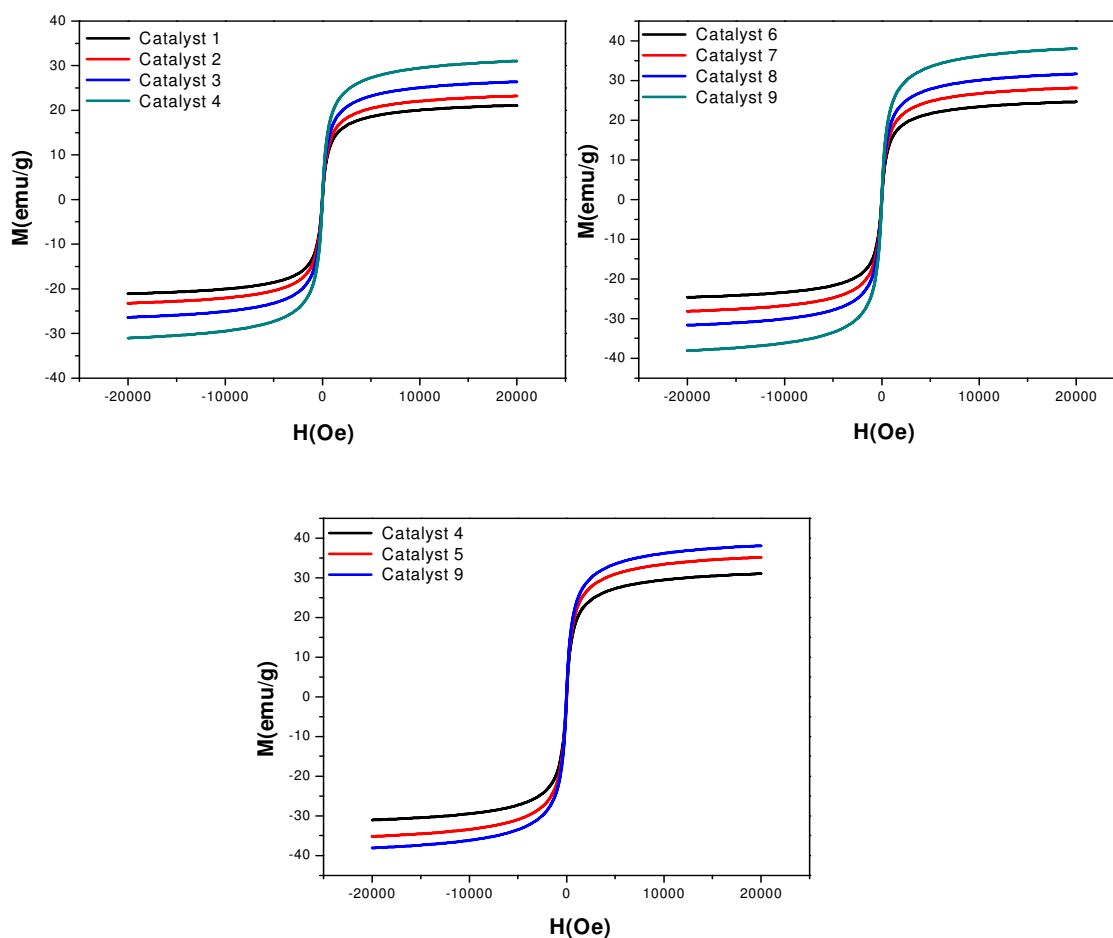 40
30
20
10
0
-10
-20
-30
40
M(emu/g)
Catalyst 1
Catalyst 2
Catalyst 3
Catalyst 4
-20000
-10000
0
10000
20000
H(Oe)
40
30
20
10
0
-10
-20
-30
-40
M(emu/g)
Catalyst 6
Catalyst 7
Catalyst 8
Catalyst 9
-20000
-10000
0
10000
20000
H(Oe)
40
30
20
10
0
-10
-20
-30
-40
M(emu/g)
Catalyst 4
Catalyst 5
Catalyst 9
-20000
-10000
0
10000
20000
H(Oe)